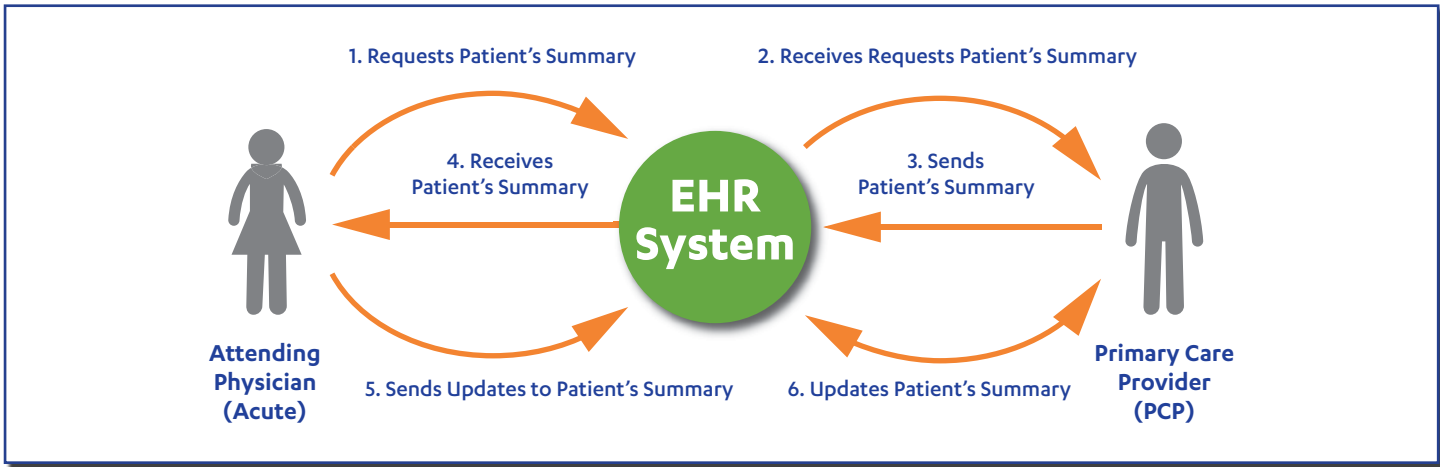 1. Requests Patient's Summary
2. Receives Requests Patient's Summary
4. Receives
Patient's Summary
EHR
System
3. Sends
Patient's Summary
Attending
Physician
(Acute)
5. Sends Updates to Patient's Summary
6. Updates Patient's Summary
Primary Care
Provider
(PCP)